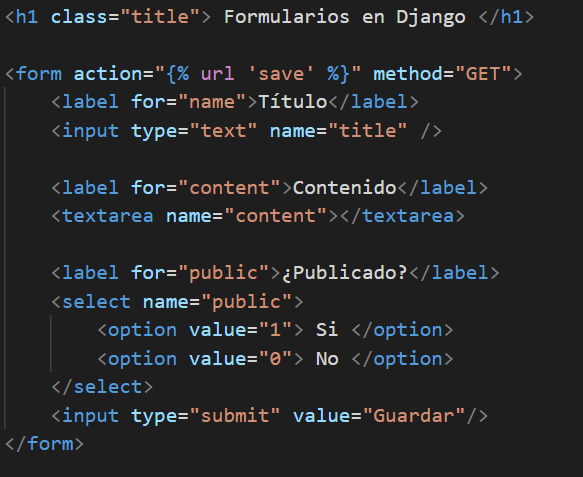 <h1 class="title"> Formularios en Django </h1>
<form action="{% url 'save' %}" method="GET">
<label for="name">Título</label>
<input type="text" name="title" />
<label for="content">Contenido</label>
<textarea name="content"></textarea>
<label for="public">¿Publicado?</label>
<select name="public">
<option value="1"> Si </option>
<option value="0"> No </option>
</select>
<input type="submit" value="Guardar"/>
</form>